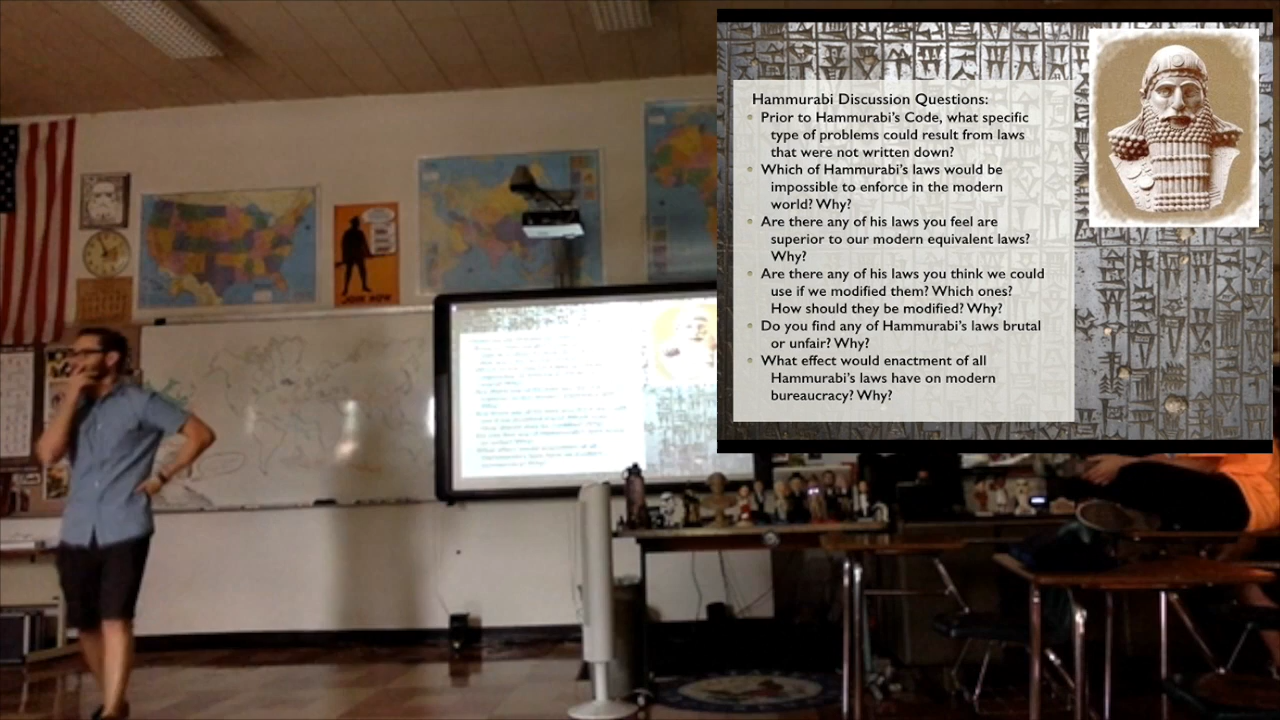 Hammurabi Discussion Questions:
Prior to Hammurabi's Code, what specific
type of problems could result from laws
that were not written down?
Which of Hammurabi's laws would be
impossible to enforce in the modern
world? Why?
Are there any of his laws you feel are
superior to our modern equivalent laws?
Why?
Are there any of his laws you think we could
use if we modified them? Which ones?
How should they be modified? Why?
Do you find any of Hammurabi's laws brutal
or unfair? Why?
What effect would enactment of all
Hammurabi's laws have on modern
bureaucracy? Why?
JOIN NOW